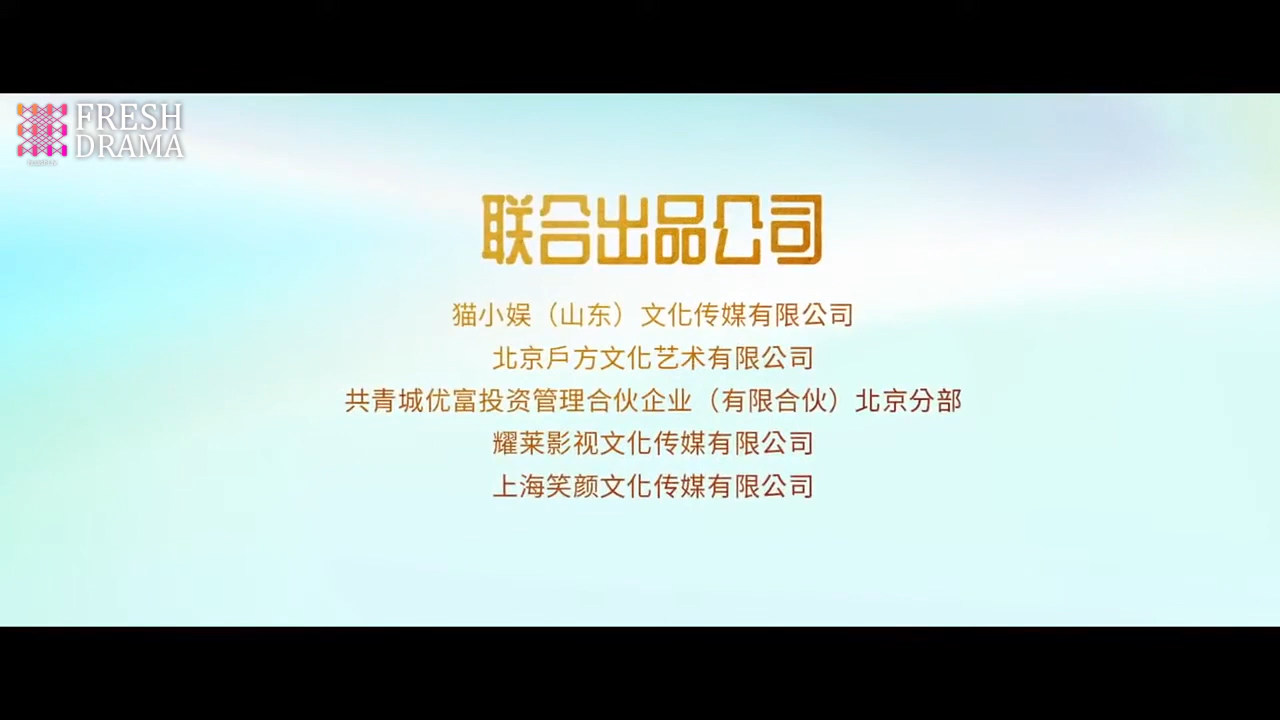 FRESH
DRAMA
联合出品公司
猫小娱（山东）文化传媒有限公司
北京戶方文化艺术有限公司
共青城优富投资管理合伙企业（有限合伙）北京分部
耀莱影视文化传媒有限公司
上海笑颜文化传媒有限公司